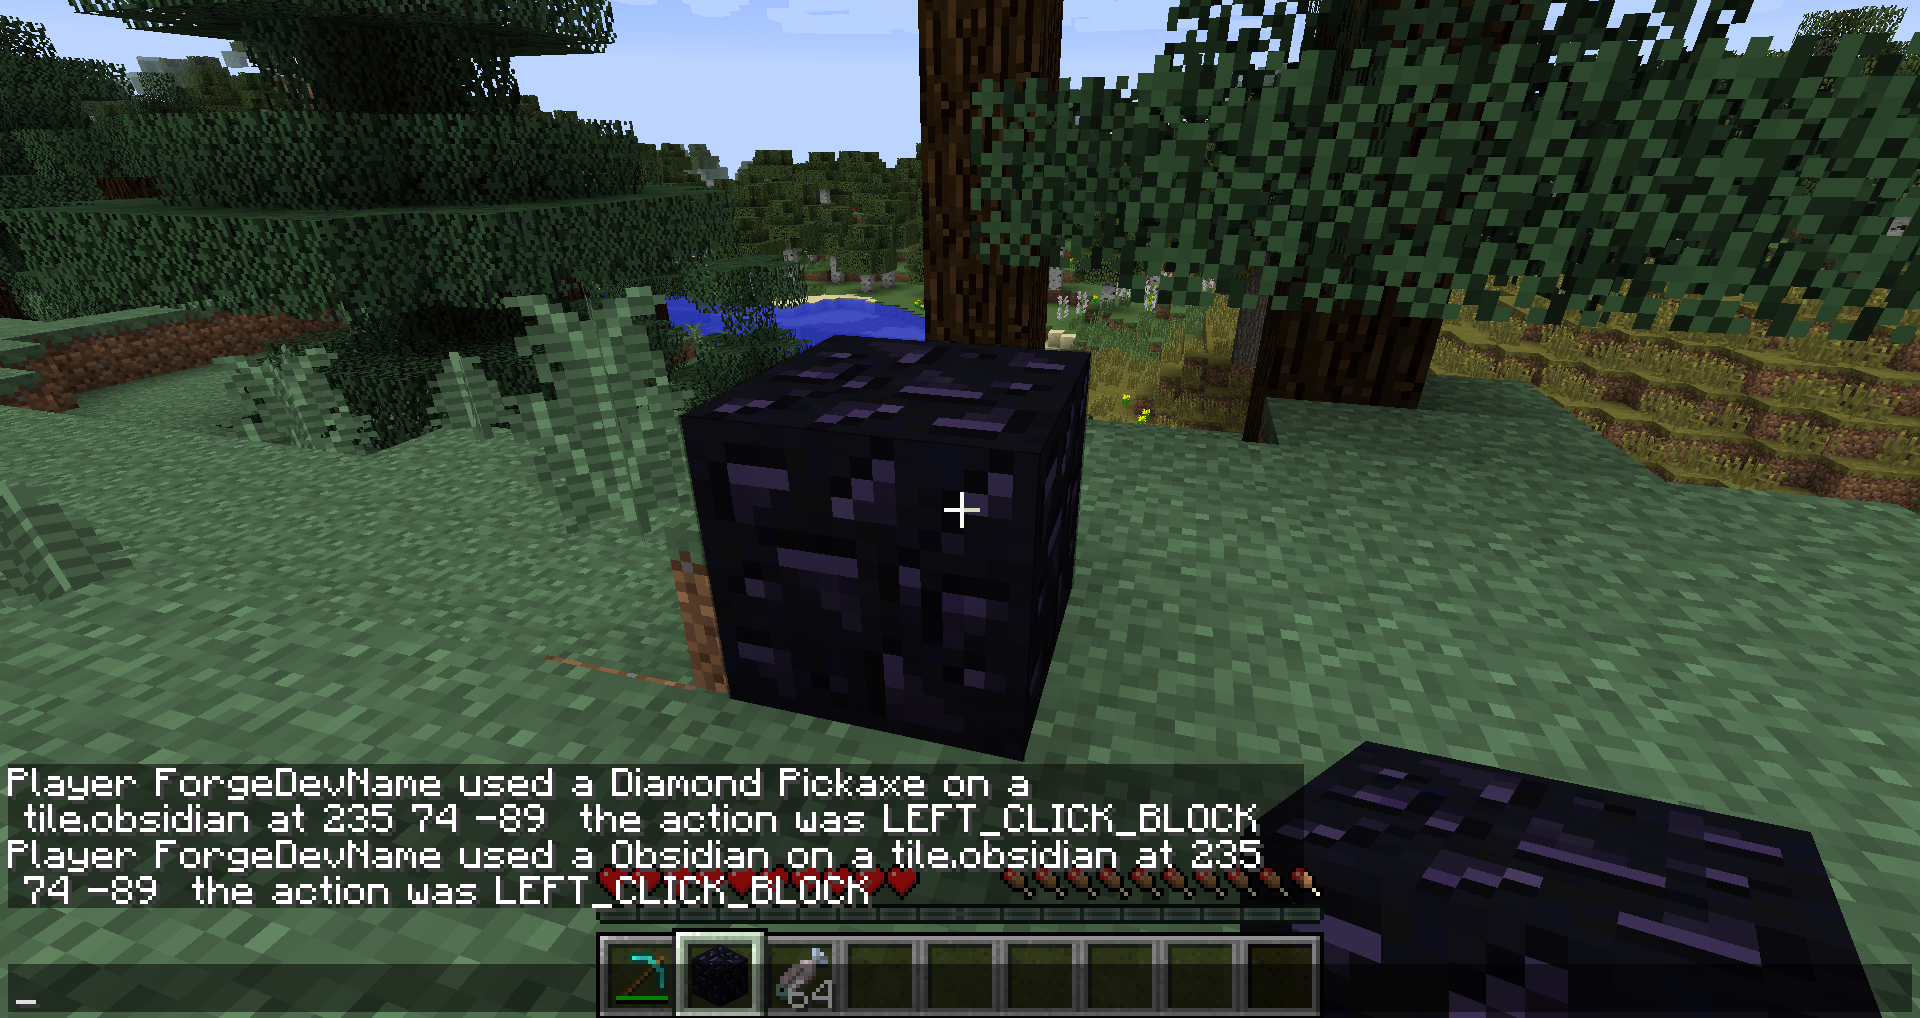 Player ForgeDevName used a Diamond Pickaxe on a
tile.obsidian at 235 74 -89  the action was LEFT_CLICK_BLOCK
Player ForgeDevName used a Obsidian on a tile.obsidian at 235
74 -89  the action was LEFT_CLICK_BLOCK
64
_